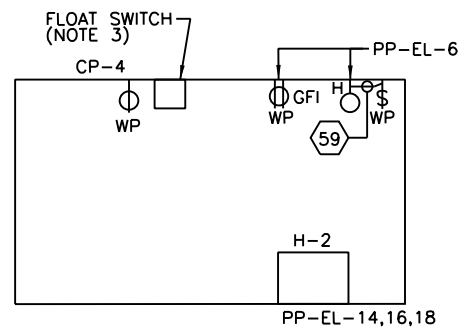 FLOAT SWITCH
(NOTE 3)
PP-EL-6
CP-4
H
GFI
S
WP
WP
WP
59
H-2
PP-EL-14,16,18